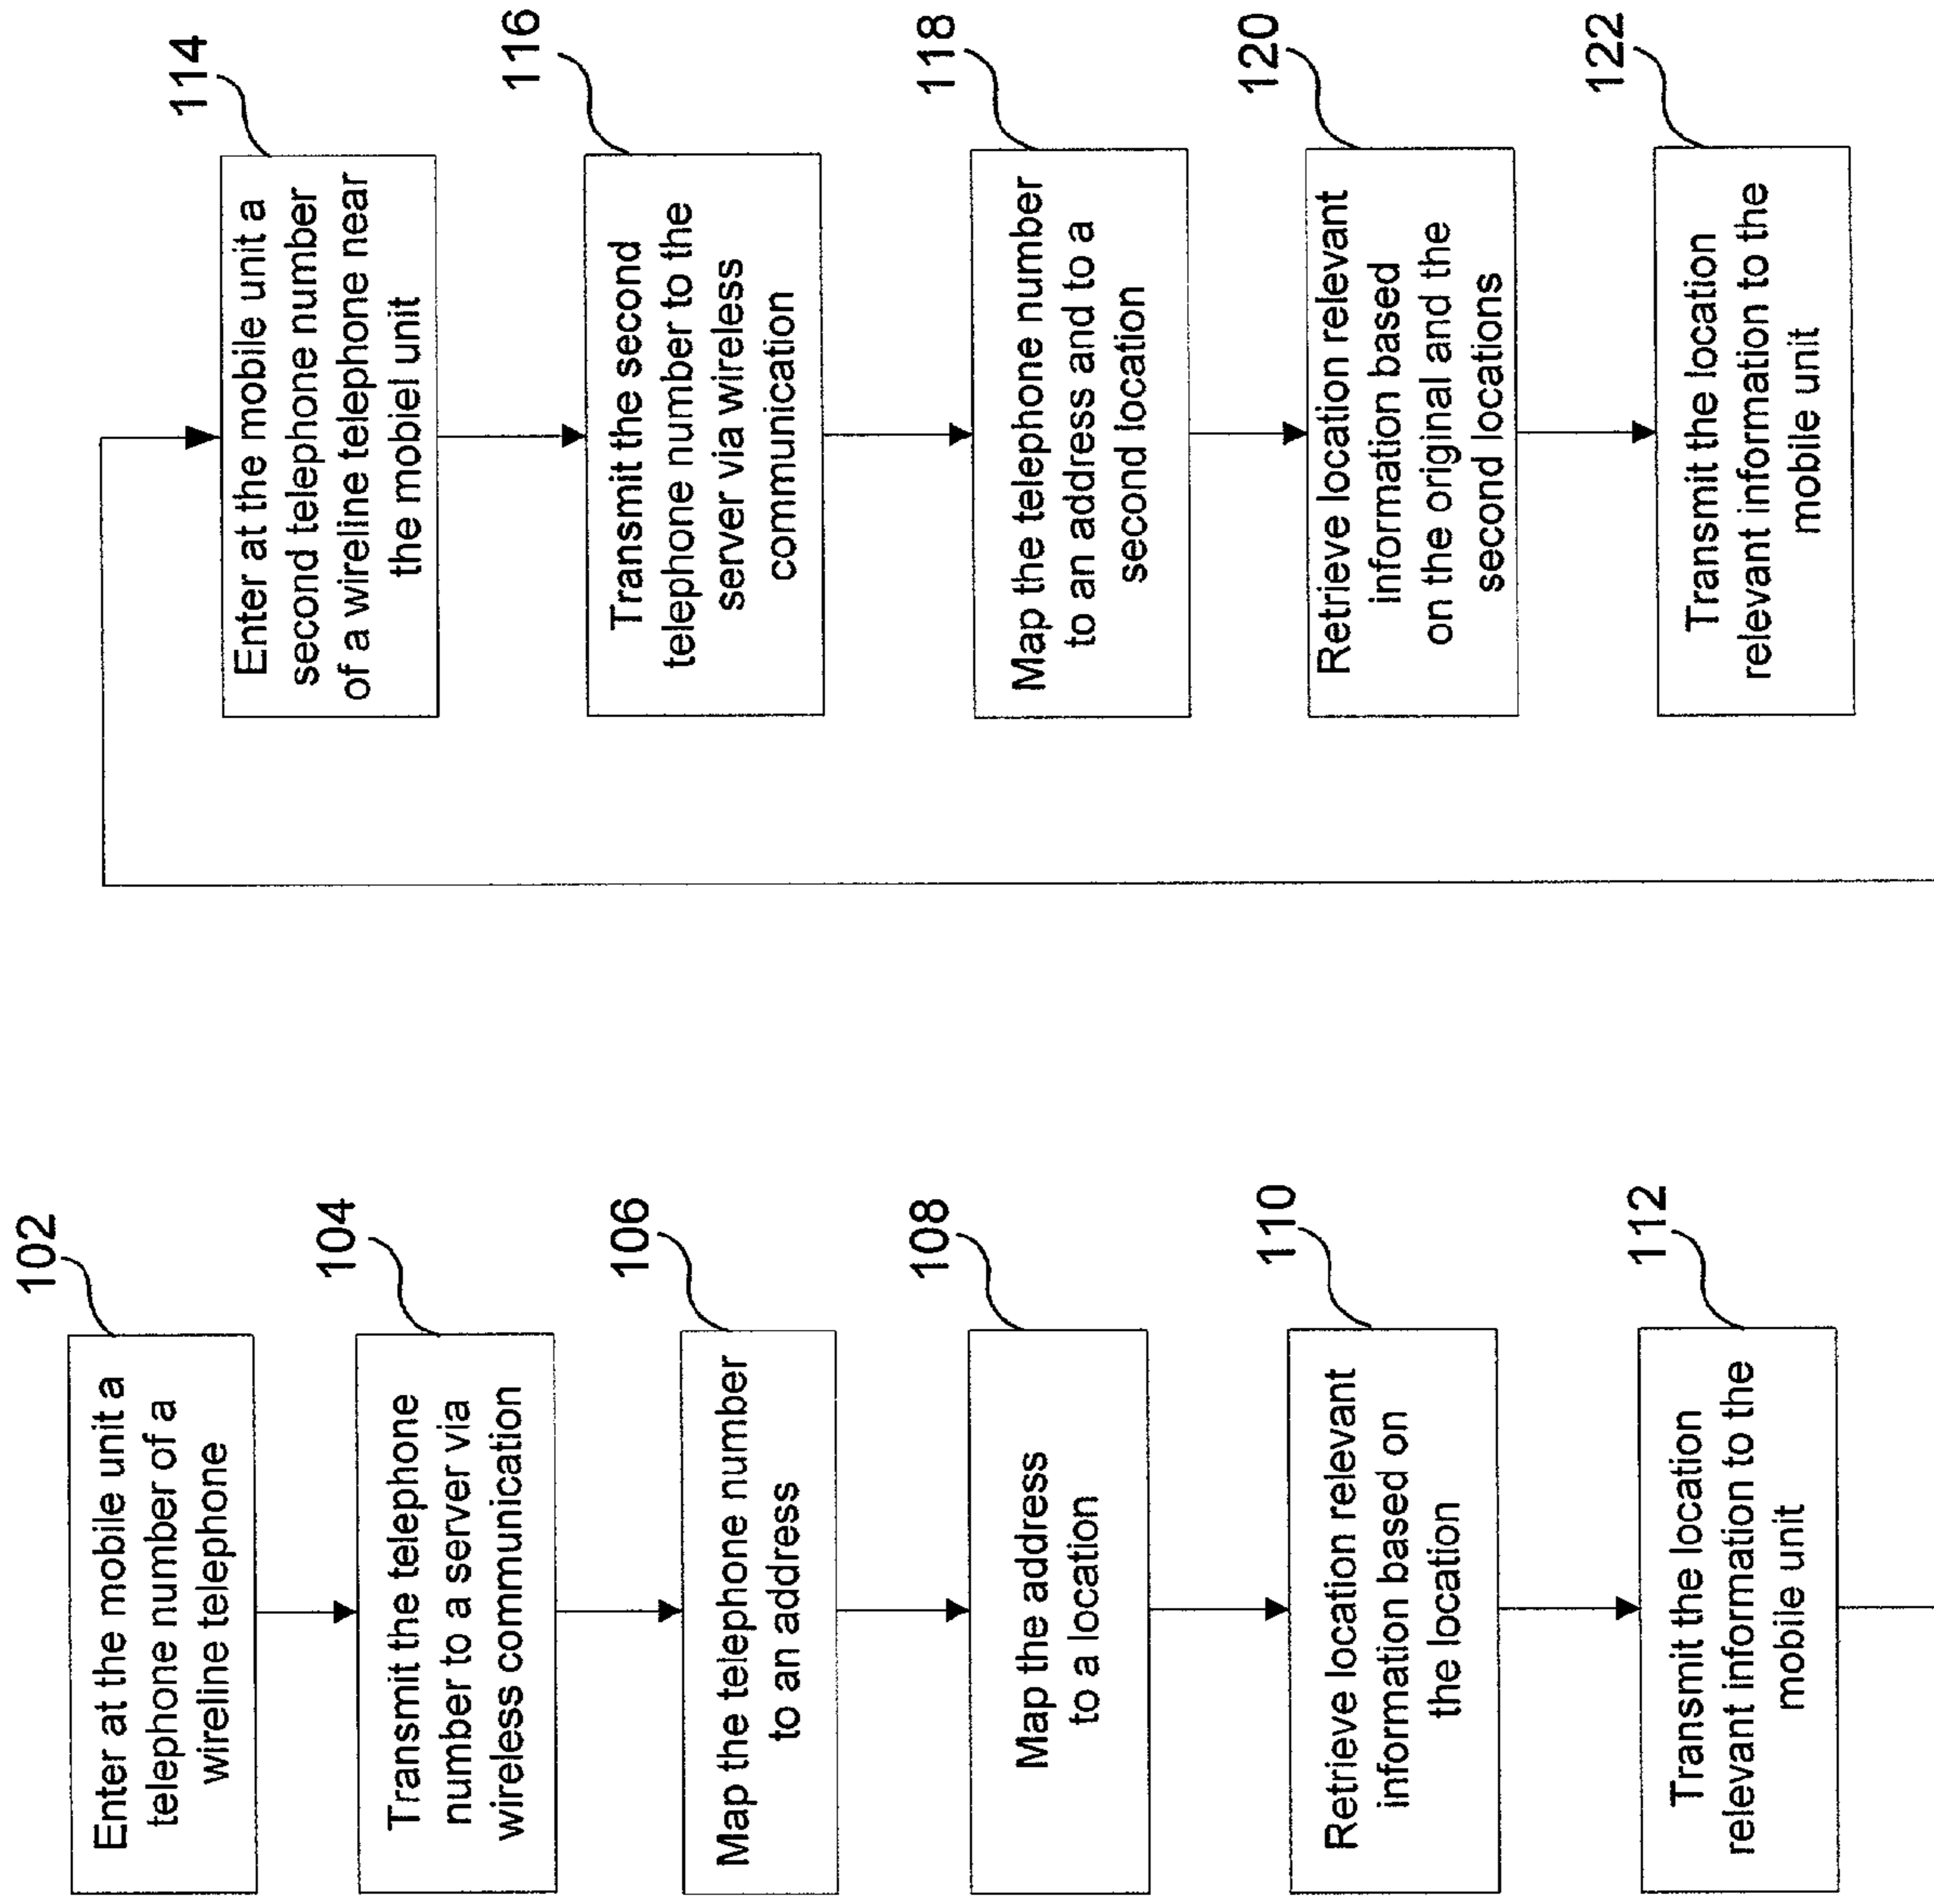 102
Enter at the mobile unit a
telephone number of a
wireline telephone
104
Transmit the telephone
number to a server via
wireless communication
106
Map the telephone number
to an address
108
Map the address
to a location
110
Retrieve location relevant
information based on
the location
112
Transmit the location
relevant information to the
mobile unit
114
Enter at the mobile unit a
second telephone number
of a wireline telephone near
the mobiel unit
116
Transmit the second
telephone number to the
server via wireless
communication
118
Map the telephone number
to an address and to a
second location
120
Retrieve location relevant
information based
on the original and the
second locations
122
Transmit the location
relevant information to the
mobile unit